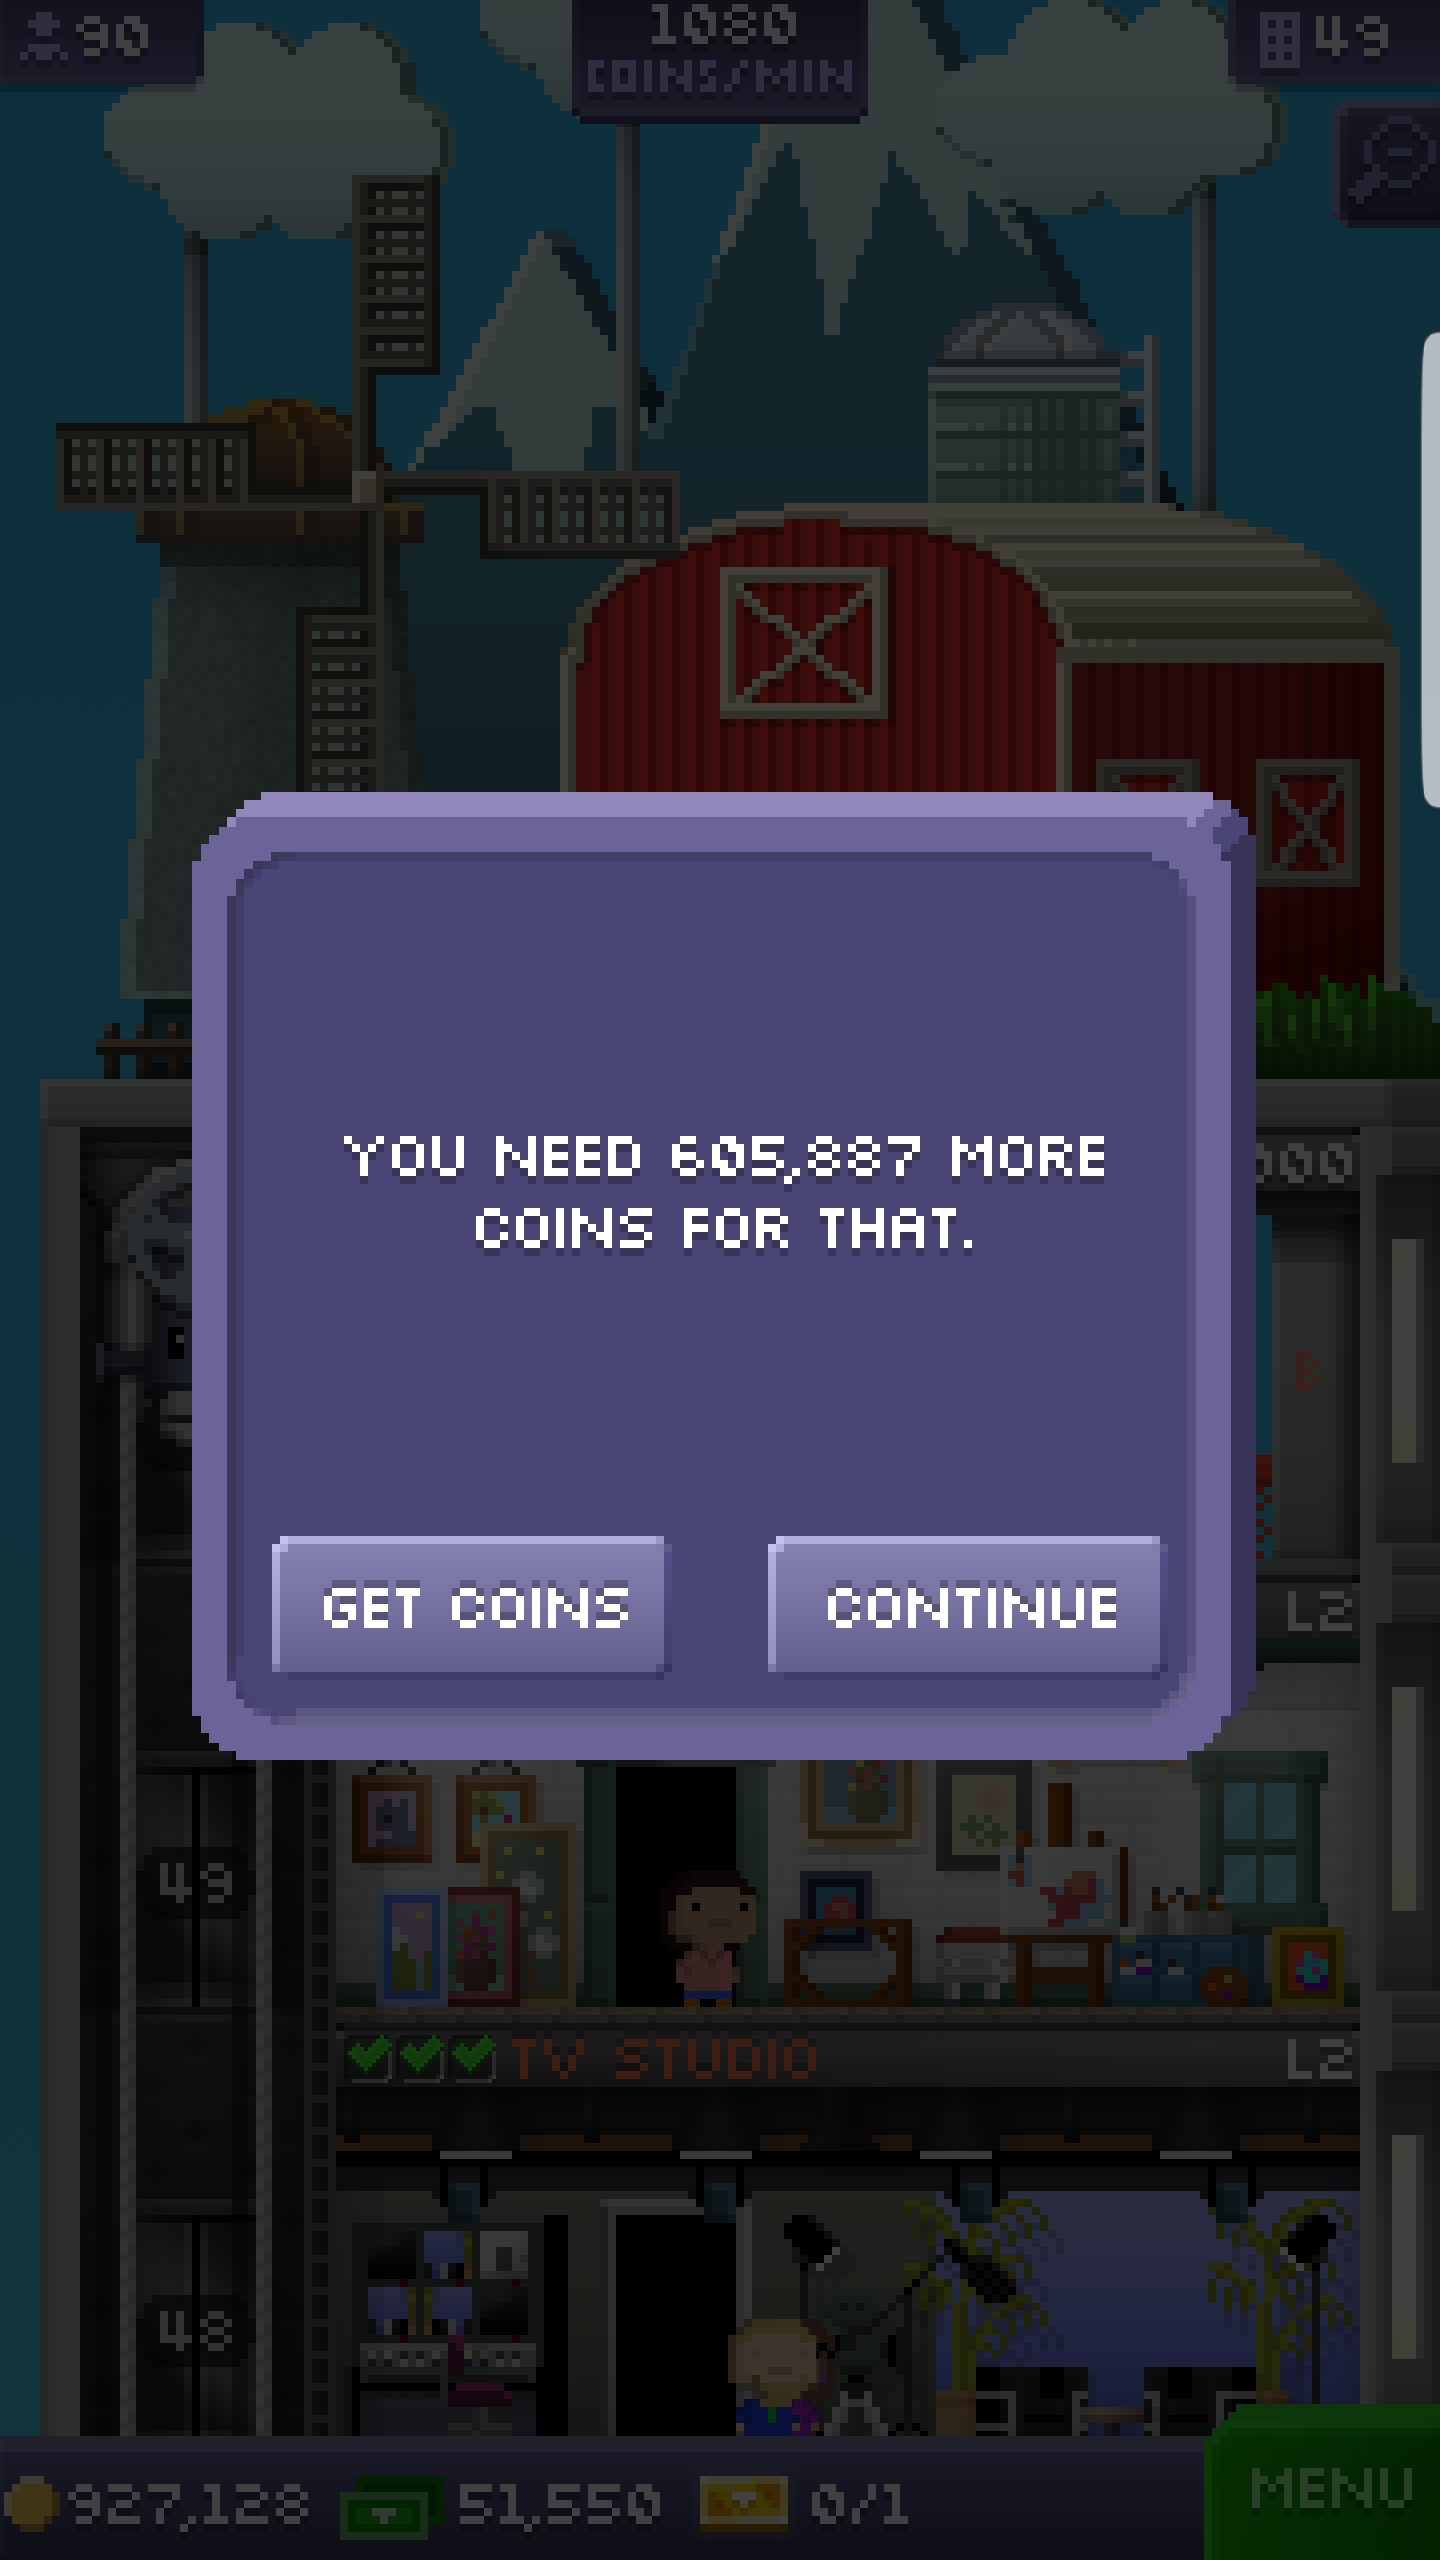 90
1080
COINS/MIN
49
YOU NEED 605,887 MORE
COINS FOR THAT.
B
GET COINS
CONTINUE
L2
49
TV STUDIO
L2
48
927,128
51,550
0/1
MENU